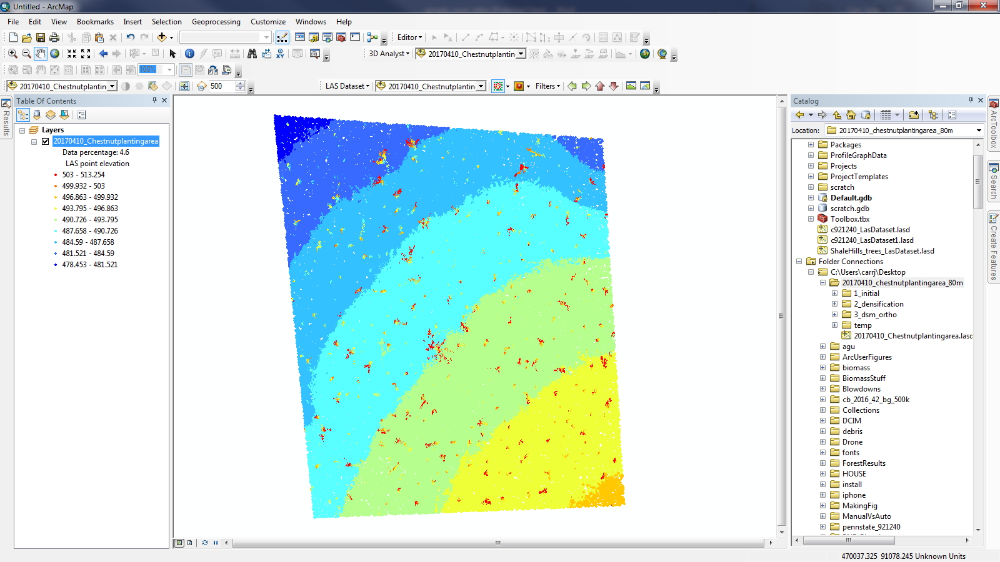 Untitled - ArcMap
File Edit View Bookmarks Insert Selection Geoprocessing Customize Windows Help
Editor
3D Analyst 20170410_Chestnutplantin
100%
20170410_Chestnutplantin 500 LAS Dataset 20170410_Chestnutplantin Filters
Results
Table Of Contents
Layers
20170410_Chestnutplantingarea
Data percentage: 4.6
LAS point elevation
503 - 513.254
499.932 - 503
496.863 - 499.932
493.795 - 496.863
490.726 - 493.795
487.658 - 490.726
484.59 - 487.658
481.521 - 484.59
478.453 - 481.521
Catalog
Location: 20170410_chestnutplantingarea_80m
Packages
ProfileGraphData
Projects
ProjectTemplates
scratch
Default.gdb
scratch.gdb
Toolbox.tbx
c921240_LasDataset.lasd
c921240_LasDataset1.lasd
ShaleHills_trees_LasDataset.lasd
Folder Connections
C:\Users\carrj\Desktop
20170410_chestnutplantingarea_80m
1_initial
2_densification
3_dsm_ortho
temp
20170410_Chestnutplantingarea.lasc
agu
ArcUserFigures
biomass
BiomassStuff
Blowdowns
cb_2016_42_bg_500k
Collections
DCIM
debris
Drone
fonts
ForestResults
HOUSE
install
iphone
MakingFig
ManualVsAuto
pennstate_921240
ArcToolbox
Search
Create Features
470037.325 91078.245 Unknown Units